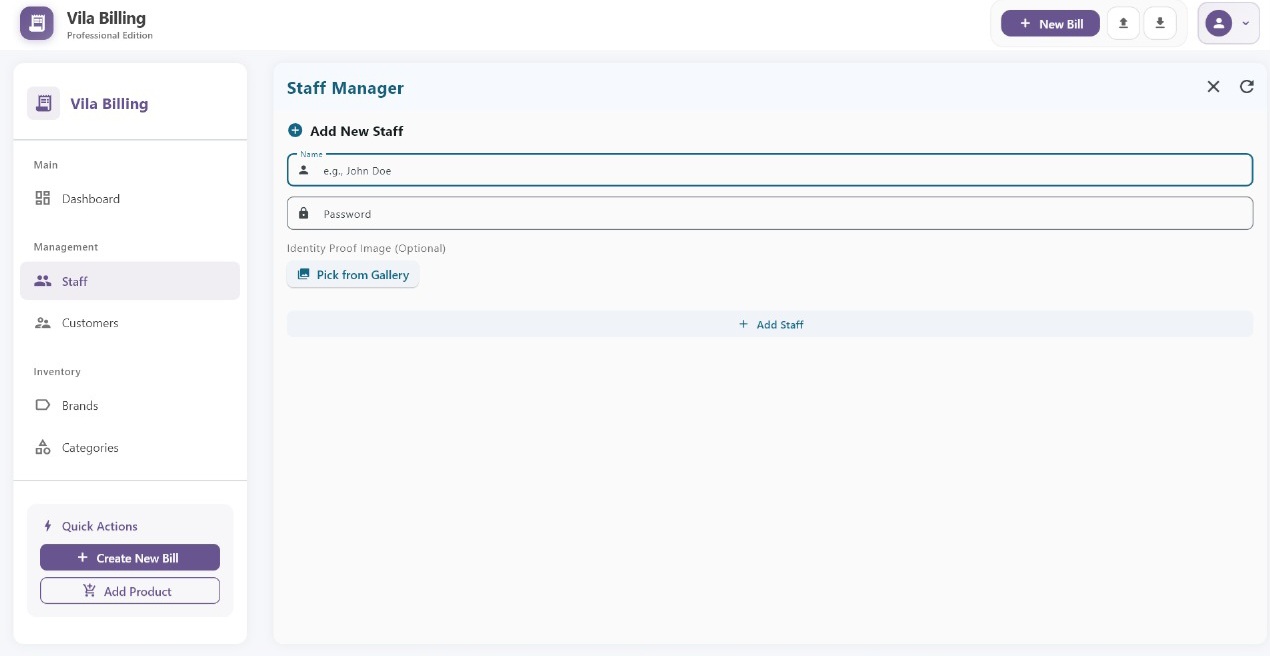 Vila Billing
Professional Edition
New Bill
Vila Billing
Main
Dashboard
Management
Staff
Customers
Inventory
Brands
Categories
Quick Actions
Create New Bill
Add Product
Staff Manager
Add New Staff
Name
e.g., John Doe
Password
Identity Proof Image (Optional)
Pick from Gallery
Add Staff